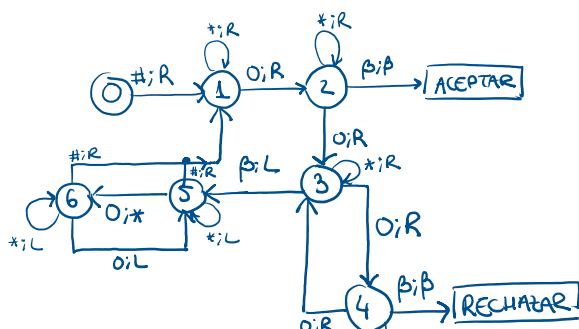 *;R
*;R
#;R
0;R
β;β
ACEPTAR
0
1
2
#;R
#;R
0;R
β;L
*;R
3
6
5
0;*
*;L
*;L
0;R
0;L
4
β;β
RECHAZAR
0;R